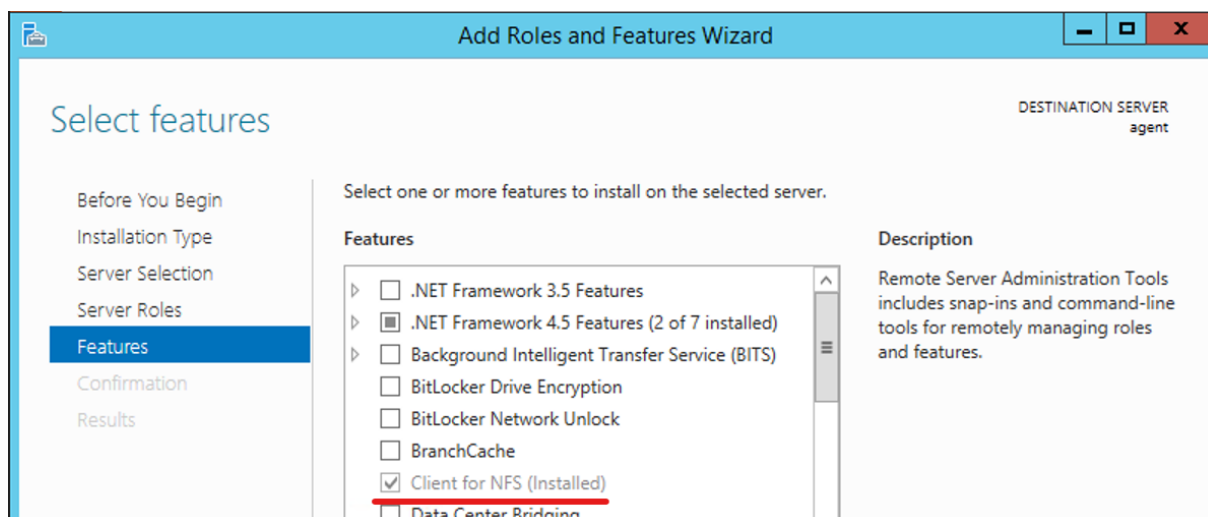 Add Roles and Features Wizard
Select features
DESTINATION SERVER
agent
Before You Begin
Installation Type
Server Selection
Server Roles
Features
Confirmation
Results
Select one or more features to install on the selected server.
Features
.NET Framework 3.5 Features
.NET Framework 4.5 Features (2 of 7 installed)
Background Intelligent Transfer Service (BITS)
BitLocker Drive Encryption
BitLocker Network Unlock
BranchCache
Client for NFS (Installed)
Data Center Bridging
Description
Remote Server Administration Tools
includes snap-ins and command-line
tools for remotely managing roles
and features.